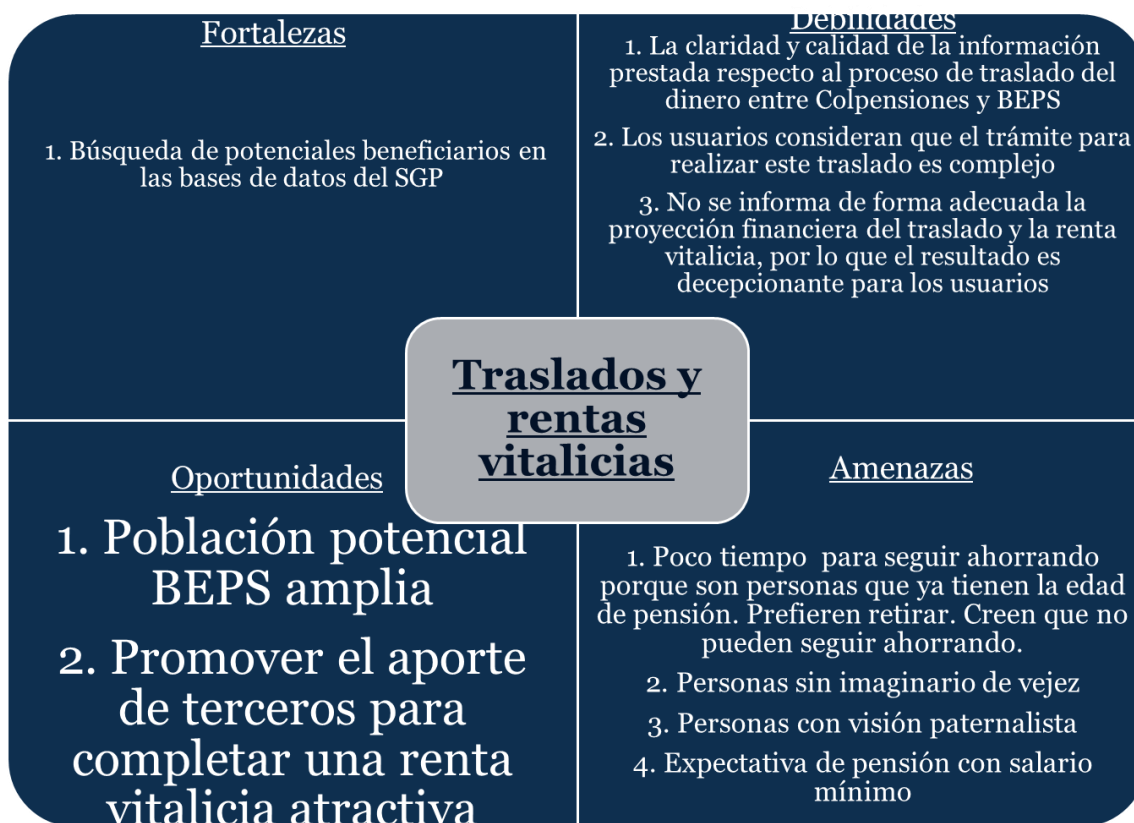 Fortalezas
1. Búsqueda de potenciales beneficiarios en
las bases de datos del SGP
Debilidades
1. La claridad y calidad de la información
prestada respecto al proceso de traslado del
dinero entre Colpensiones y BEPS
2. Los usuarios consideran que el trámite para
realizar este traslado es complejo
3. No se informa de forma adecuada la
proyección financiera del traslado y la renta
vitalicia, por lo que el resultado es
decepcionante para los usuarios
Traslados y
rentas
vitalicias
Oportunidades
1. Población potencial
BEPS amplia
2. Promover el aporte
de terceros para
completar una renta
vitalicia atractiva
Amenazas
1. Poco tiempo  para seguir ahorrando
porque son personas que ya tienen la edad
de pensión. Prefieren retirar. Creen que no
pueden seguir ahorrando.
2. Personas sin imaginario de vejez
3. Personas con visión paternalista
4. Expectativa de pensión con salario
mínimo